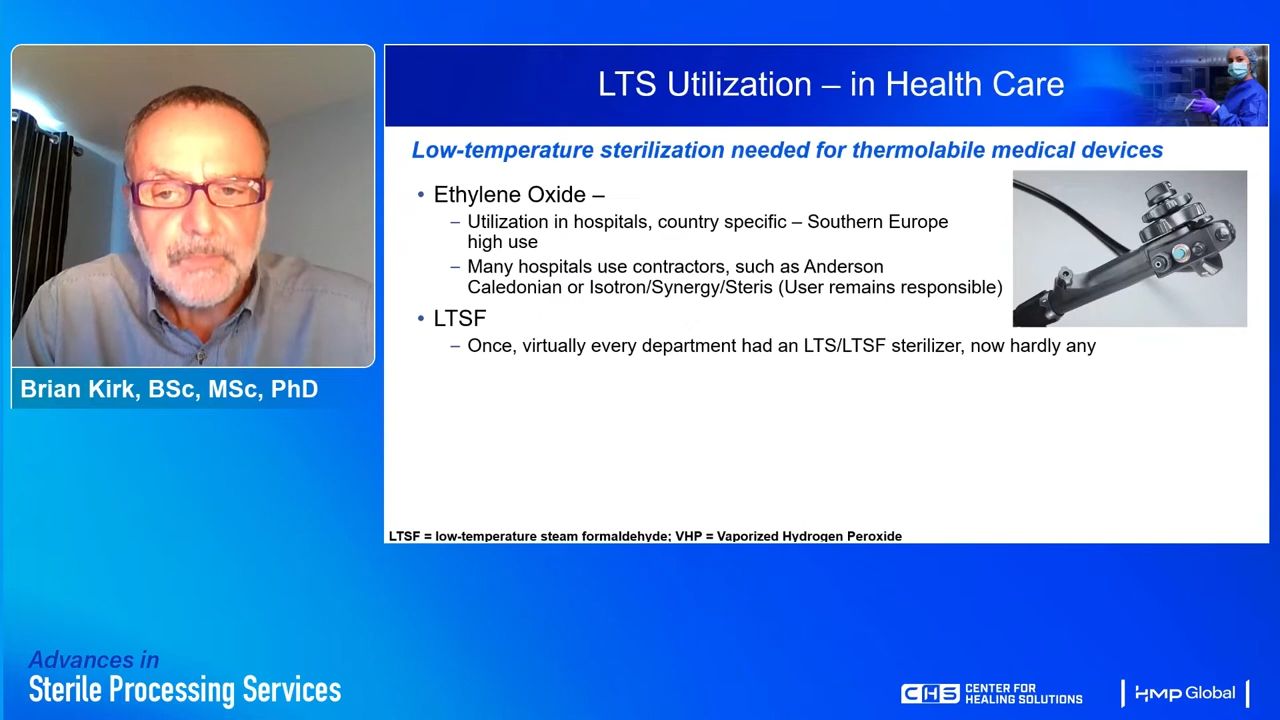 LTS Utilization – in Health Care
Low-temperature sterilization needed for thermolabile medical devices
• Ethylene Oxide –
– Utilization in hospitals, country specific – Southern Europe
high use
– Many hospitals use contractors, such as Anderson
Caledonian or Isotron/Synergy/Steris (User remains responsible)
• LTSF
– Once, virtually every department had an LTS/LTSF sterilizer, now hardly any
LTSF = low-temperature steam formaldehyde; VHP = Vaporized Hydrogen Peroxide
Brian Kirk, BSc, MSc, PhD
Advances in
Sterile Processing Services
CHS CENTER FOR
HEALING SOLUTIONS
HMP Global